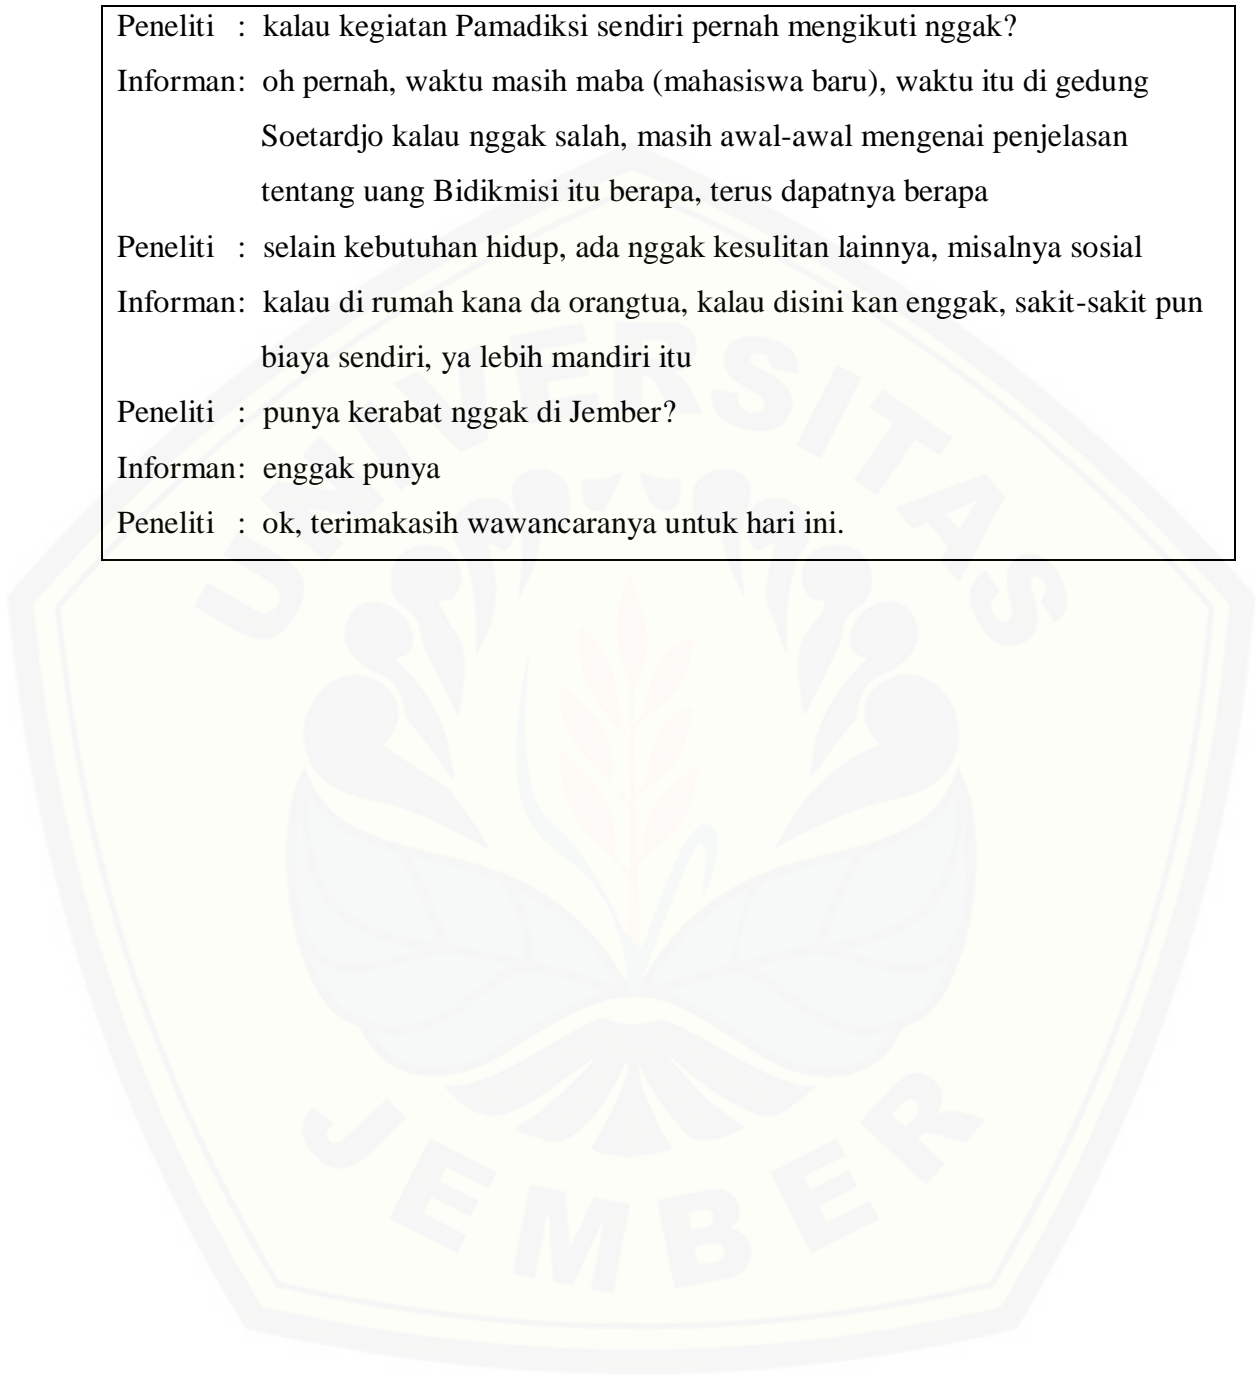 Peneliti : kalau kegiatan Pamadiksi sendiri pernah mengikuti nggak?
Informan: oh pernah, waktu masih maba (mahasiswa baru), waktu itu di gedung
Soetardjo kalau nggak salah, masih awal-awal mengenai penjelasan
tentang uang Bidikmisi itu berapa, terus dapatnya berapa
Peneliti : selain kebutuhan hidup, ada nggak kesulitan lainnya, misalnya sosial
Informan: kalau di rumah kana da orangtua, kalau disini kan enggak, sakit-sakit pun
biaya sendiri, ya lebih mandiri itu
Peneliti : punya kerabat nggak di Jember?
Informan: enggak punya
Peneliti : ok, terimakasih wawancaranya untuk hari ini.
UNIVERSITAS
JEMBER